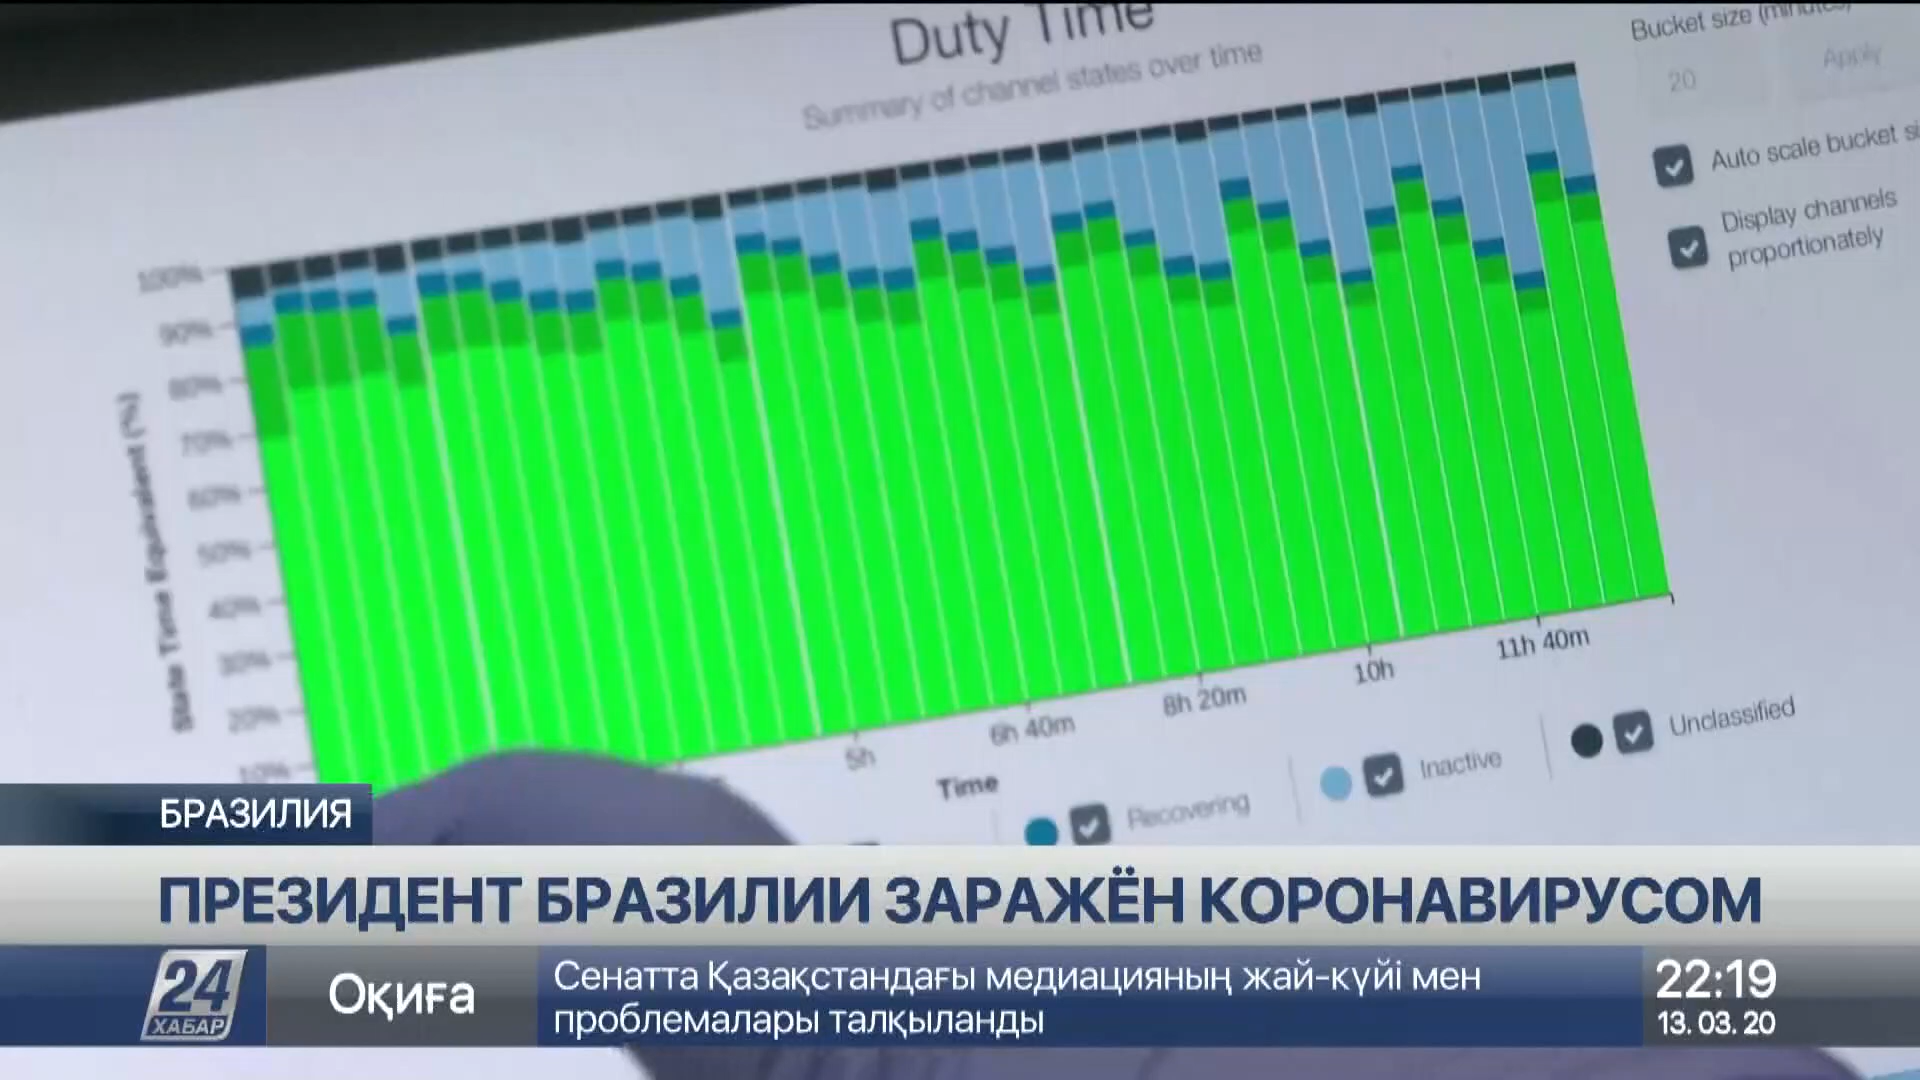 Duty Time
Summary of channel states over time
Bucket size (minutes)
20
Apply
Auto scale bucket si
Display channels
proportionately
100%
90%
80%
70%
60%
50%
40%
30%
20%
10%
State Time Equivalent (%)
5h
6h 40m
8h 20m
10h
11h 40m
Time
Recovering
Inactive
Unclassified
БРАЗИЛИЯ
ПРЕЗИДЕНТ БРАЗИЛИИ ЗАРАЖЁН КОРОНАВИРУСОМ
24
ХАБАР
Оқиға
Сенатта Қазақстандағы медиацияның жай-күйі мен
проблемалары талқыланды
22:19
13. 03. 20